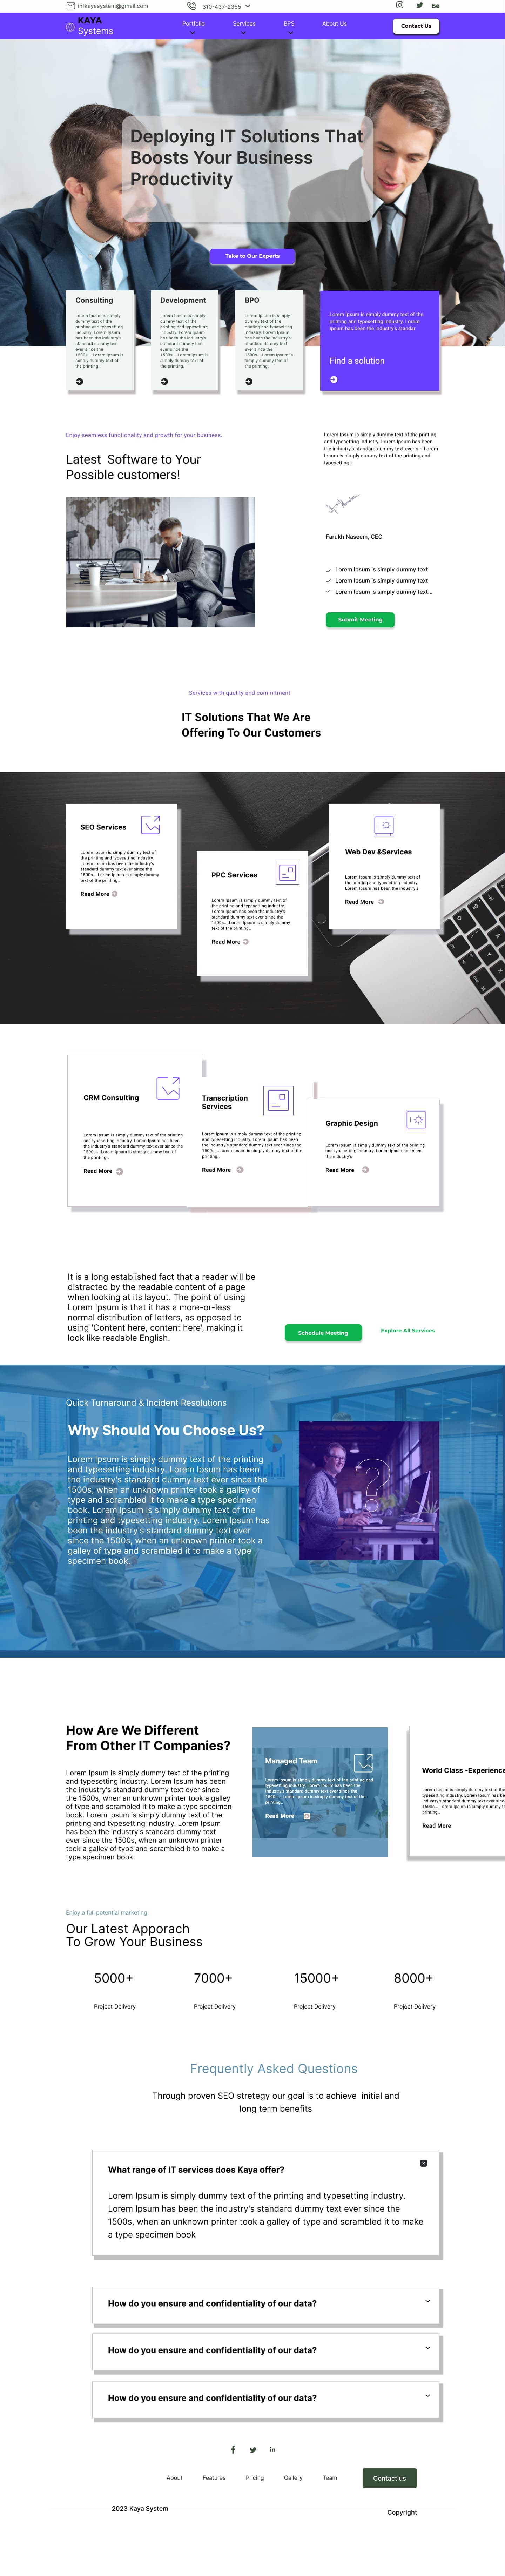 infkayasystem@gmail.com
310-437-2355
KAYA
Systems
Portfolic
Services
BPS
About Us
Contact Us
Deploying IT Solutions That
Boosts Your Business
Productivity
Take to Our Experts
Consulting
Lorem Ipsum is simply
dummy text of the
printing and typesetting
industry. Lorem Ipsum
has been the industry's
standard dummy text
ever since the
1500s....Lorem Ipsum is
simply dummy text of
the printing..
Development
Lorem Ipsum is simply
dummy text of the
printing and typesetting
industry. Lorem Ipsum
has been the industry's
standard dummy text
ever since the
1500s....Lorem Ipsum is
simply dummy text of
the printing..
BPO
Lorem Ipsum is simply
dummy text of the
printing and typesetting
industry. Lorem Ipsum
has been the industry's
standard dummy text
ever since the
1500s....Lorem Ipsum is
simply dummy text of
the printing.
Lorem Ipsum is simply dummy text of the
printing and typesetting industry. Lorem
Ipsum has been the industry's standar
Find a solution
Enjoy seamless functionality and growth for your business.
Latest Software to Your
Possible customers!
Lorem Ipsum is simply dummy text of the printing
and typesetting industry. Lorem Ipsum has been
the industry's standard dummy text ever sin Lorem
Ipsum is simply dummy text of the printing and
typesetting i
Farukh Naseem, CEO
Lorem Ipsum is simply dummy text
Lorem Ipsum is simply dummy text
Lorem Ipsum is simply dummy text...
Submit Meeting
Services with quality and commitment
IT Solutions That We Are
Offering To Our Customers
SEO Services
Lorem Ipsum is simply dummy text of
the printing and typesetting industry.
Lorem Ipsum has been the industry's
standard dummy text ever since the
1500s....Lorem Ipsum is simply dummy
text of the printing..
Read More
PPC Services
Lorem Ipsum is simply dummy text of
the printing and typesetting industry.
Lorem Ipsum has been the industry's
standard dummy text ever since the
1500s....Lorem Ipsum is simply dummy
text of the printing..
Read More
Web Dev &Services
Lorem Ipsum is simply dummy text of
the printing and typesetting industry.
Lorem Ipsum has been the industry's
Read More
CRM Consulting
Lorem Ipsum is simply dummy text of the printing
and typesetting industry. Lorem Ipsum has been
the industry's standard dummy text ever since the
1500s....Lorem Ipsum is simply dummy text of
the printing..
Read More
Transcription
Services
Lorem Ipsum is simply dummy text of the printing
and typesetting industry. Lorem Ipsum has been
the industry's standard dummy text ever since the
1500s....Lorem Ipsum is simply dummy text of the
printing..
Read More
Graphic Design
Lorem Ipsum is simply dummy text of the printing
and typesetting industry. Lorem Ipsum has been
the industry's
Read More
It is a long established fact that a reader will be
distracted by the readable content of a page
when looking at its layout. The point of using
Lorem Ipsum is that it has a more-or-less
normal distribution of letters, as opposed to
using 'Content here, content here', making it
look like readable English.
Schedule Meeting
Explore All Services
Quick Turnaround & Incident Resolutions
Why Should You Choose Us?
Lorem Ipsum is simply dummy text of the printing
and typesetting industry. Lorem Ipsum has been
the industry's standard dummy text ever since the
1500s, when an unknown printer took a galley of
type and scrambled it to make a type specimen
book. Lorem Ipsum is simply dummy text of the
printing and typesetting industry. Lorem Ipsum has
been the industry's standard dummy text ever
since the 1500s, when an unknown printer took a
galley of type and scrambled it to make a type
specimen book.
?
How Are We Different
From Other IT Companies?
Lorem Ipsum is simply dummy text of the printing
and typesetting industry. Lorem Ipsum has been
the industry's standard dummy text ever since
the 1500s, when an unknown printer took a galley
of type and scrambled it to make a type specimen
book. Lorem Ipsum is simply dummy text of the
printing and typesetting industry. Lorem Ipsum
has been the industry's standard dummy text
ever since the 1500s, when an unknown printer
took a galley of type and scrambled it to make a
type specimen book.
Managed Team
Lorem Ipsum is simply dummy text of the printing and
typesetting industry. Lorem Ipsum has been the
industry's standard dummy text ever since the
1500s....Lorem Ipsum is simply dummy text of the
printing..
Read More
World Class -Experience
Lorem Ipsum is simply dummy text of the
typesetting industry. Lorem Ipsum has be
industry's standard dummy text ever sinc
1500s....Lorem Ipsum is simply dummy te
printing..
Read More
Enjoy a full potential marketing
Our Latest Apporach
To Grow Your Business
5000+
7000+
15000+
8000+
Project Delivery
Project Delivery
Project Delivery
Project Delivery
Frequently Asked Questions
Through proven SEO stretegy our goal is to achieve initial and
long term benefits
What range of IT services does Kaya offer?
Lorem Ipsum is simply dummy text of the printing and typesetting industry.
Lorem Ipsum has been the industry's standard dummy text ever since the
1500s, when an unknown printer took a galley of type and scrambled it to make
a type specimen book
How do you ensure and confidentiality of our data?
How do you ensure and confidentiality of our data?
How do you ensure and confidentiality of our data?
About
Features
Pricing
Gallery
Team
Contact us
2023 Kaya System
Copyright